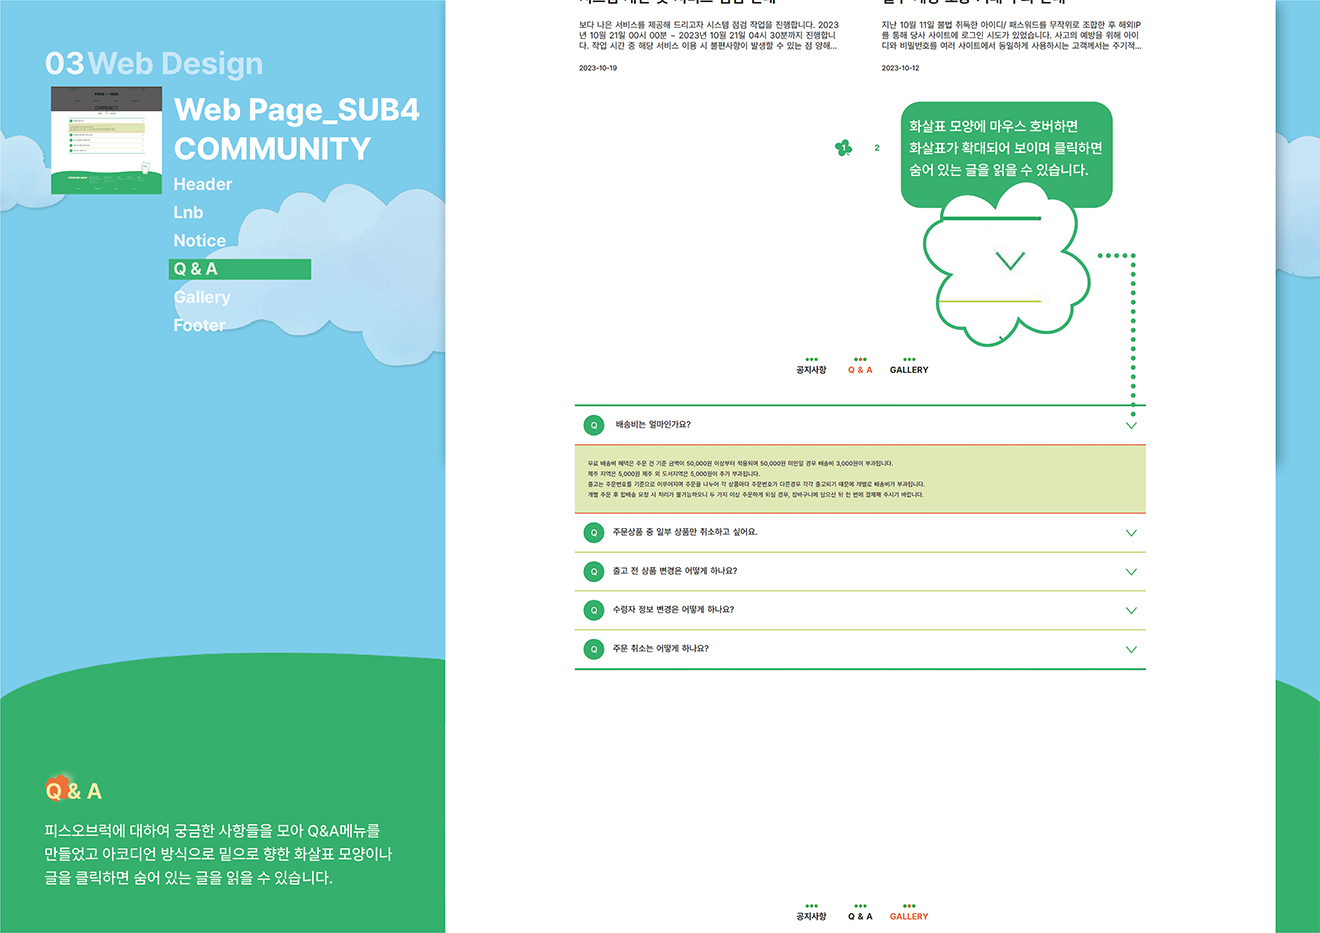 03 Web Design
Web Page_SUB4
COMMUNITY
Header
Lnb
Notice
Q & A
Gallery
Footer
Q & A
피스오브럭에 대하여 궁금한 사항들을 모아 Q&A메뉴를
만들었고 아코디언 방식으로 밑으로 향한 화살표 모양이나
글을 클릭하면 숨어 있는 글을 읽을 수 있습니다.
보다 나은 서비스를 제공해 드리고자 시스템 점검 작업을 진행합니다. 2023
년 10월 21일 00시 00분 ~ 2023년 10월 21일 04시 30분까지 진행합니
다. 작업 시간 중 해당 서비스 이용 시 불편사항이 발생할 수 있는 점 양해...
2023-10-19
지난 10월 11일 불법 취득한 아이디/ 패스워드를 무작위로 조합한 후 해외IP
를 통해 당사 사이트에 로그인 시도가 있었습니다. 사고의 예방을 위해 아이
디와 비밀번호를 여러 사이트에서 동일하게 사용하시는 고객께서는 주기적...
2023-10-12
1 2
화살표 모양에 마우스 호버하면
화살표가 확대되어 보이며 클릭하면
숨어 있는 글을 읽을 수 있습니다.
공지사항 Q & A GALLERY
Q 배송비는 얼마인가요?
무료 배송비 혜택은 주문 건 기준 금액이 50,000원 이상부터 적용되며 50,000원 미만일 경우 배송비 3,000원이 부과됩니다.
제주 지역은 5,000원 제주 외 도서지역은 5,000원이 추가 부과됩니다.
출고는 주문번호를 기준으로 이루어지며 주문을 나누어 각 상품마다 주문번호가 다른경우 각각 출고되기 때문에 개별로 배송비가 부과됩니다.
개별 주문 후 합배송 요청 시 처리가 불가능하오니 두 가지 이상 주문하게 되실 경우, 장바구니에 담으신 뒤 한 번에 결제해 주시기 바랍니다.
Q 주문상품 중 일부 상품만 취소하고 싶어요.
Q 출고 전 상품 변경은 어떻게 하나요?
Q 수령자 정보 변경은 어떻게 하나요?
Q 주문 취소는 어떻게 하나요?
공지사항 Q & A GALLERY